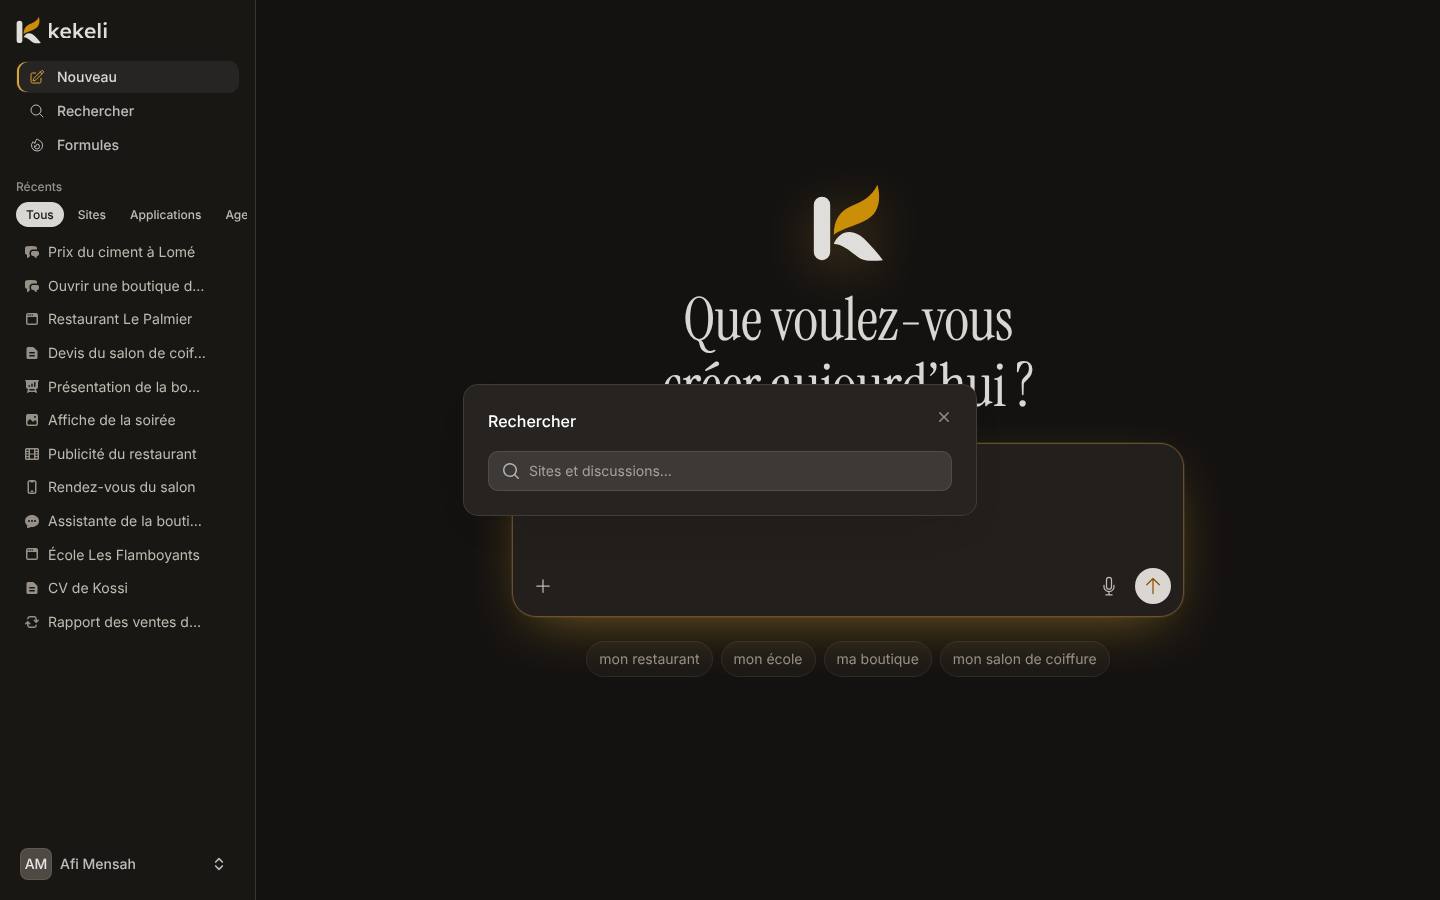 kekeli
Nouveau
Rechercher
Formules
Récents
Tous
Sites
Applications
Age
Prix du ciment à Lomé
Ouvrir une boutique d...
Restaurant Le Palmier
Devis du salon de coif...
Présentation de la bo...
Affiche de la soirée
Publicité du restaurant
Rendez-vous du salon
Assistante de la bouti...
École Les Flamboyants
CV de Kossi
Rapport des ventes d...
AM
Afi Mensah
Que voulez-vous
créer aujourd'hui ?
Rechercher
Sites et discussions...
mon restaurant
mon école
ma boutique
mon salon de coiffure